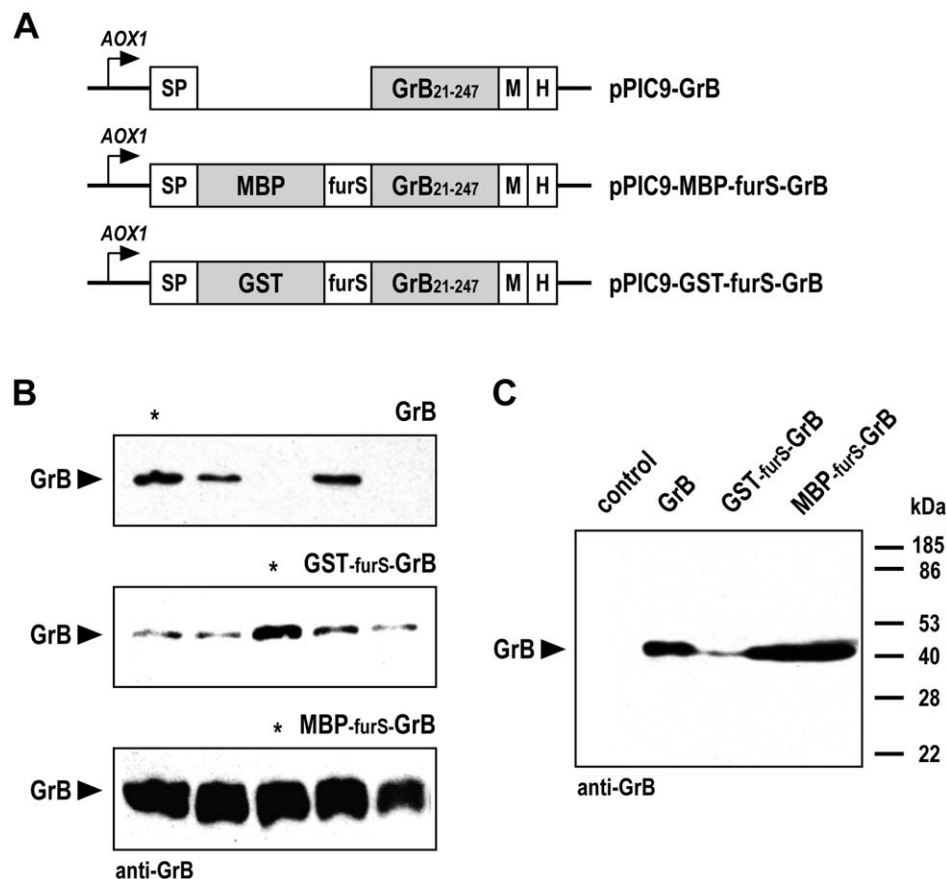 A
AOX1
SP GrB21-247 M H pPIC9-GrB
AOX1
SP MBP furS GrB21-247 M H pPIC9-MBP-furS-GrB
AOX1
SP GST furS GrB21-247 M H pPIC9-GST-furS-GrB
B
* GrB
GrB
* GST-furS-GrB
GrB
* MBP-furS-GrB
GrB
anti-GrB
C
control GrB GST-furS-GrB MBP-furS-GrB kDa
185
86
53
GrB 40
28
22
anti-GrB